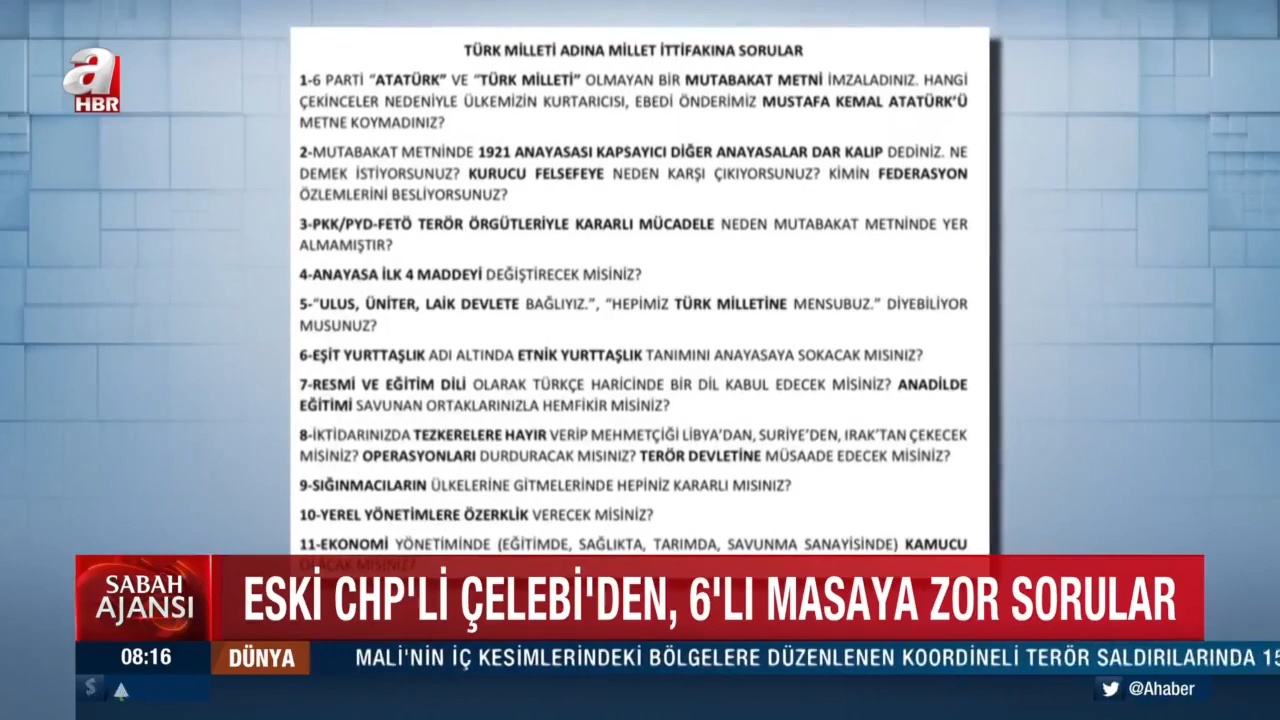 a
HBR
TÜRK MİLLETİ ADINA MİLLET İTTİFAKINA SORULAR
1-6 PARTİ “ATATÜRK” VE “TÜRK MİLLETİ” OLMAYAN BİR MUTABAKAT METNİ İMZALADINIZ. HANGİ
ÇEKİNCELER NEDENİYLE ÜLKEMİZİN KURTARICISI, EBEDİ ÖNDERİMİZ MUSTAFA KEMAL ATATÜRK’Ü
METNE KOYMADINIZ?
2-MUTABAKAT METNİNDE 1921 ANAYASASI KAPSAYICI DİĞER ANAYASALAR DAR KALIP DEDİNİZ. NE
DEMEK İSTİYORSUNUZ? KURUCU FELSEFEYE NEDEN KARŞI ÇIKIYORSUNUZ? KİMİN FEDERASYON
ÖZLEMLERİNİ BESLİYORSUNUZ?
3-PKK/PYD-FETÖ TERÖR ÖRGÜTLERİYLE KARARLI MÜCADELE NEDEN MUTABAKAT METNİNDE YER
ALMAMIŞTIR?
4-ANAYASA İLK 4 MADDEYİ DEĞİŞTİRECEK MİSİNİZ?
5-“ULUS, ÜNİTER, LAİK DEVLETE BAĞLIYIZ.”, “HEPİMİZ TÜRK MİLLETİNE MENSUBUZ.” DİYEBİLİYOR
MUSUNUZ?
6-EŞİT YURTTAŞLIK ADI ALTINDA ETNİK YURTTAŞLIK TANIMINI ANAYASAYA SOKACAK MISINIZ?
7-RESMİ VE EĞİTİM DİLİ OLARAK TÜRKÇE HARİCİNDE BİR DİL KABUL EDECEK MİSİNİZ? ANADİLDE
EĞİTİMİ SAVUNAN ORTAKLARINIZLA HEMFİKİR MİSİNİZ?
8-İKTİDARINIZDA TEZKERELERE HAYIR VERİP MEHMETÇİĞİ LİBYA’DAN, SURİYE’DEN, IRAK’TAN ÇEKECEK
MİSİNİZ? OPERASYONLARI DURDURACAK MISINIZ? TERÖR DEVLETİNE MÜSAADE EDECEK MİSİNİZ?
9-SIĞINMACILARIN ÜLKELERİNE GİTMELERİNDE HEPİNİZ KARARLI MISINIZ?
10-YEREL YÖNETİMLERE ÖZERKLİK VERECEK MİSİNİZ?
11-EKONOMİ YÖNETİMİNDE (EĞİTİMDE, SAĞLIKTA, TARIMDA, SAVUNMA SANAYİSİNDE) KAMUCU
OLACAK MISINIZ?
SABAH
AJANSI
ESKİ CHP'Lİ ÇELEBİ'DEN, 6'LI MASAYA ZOR SORULAR
08:16
DÜNYA
MALİ'NİN İÇ KESİMLERİNDEKİ BÖLGELERE DÜZENLENEN KOORDİNELİ TERÖR SALDIRILARINDA 15
$
@Ahaber